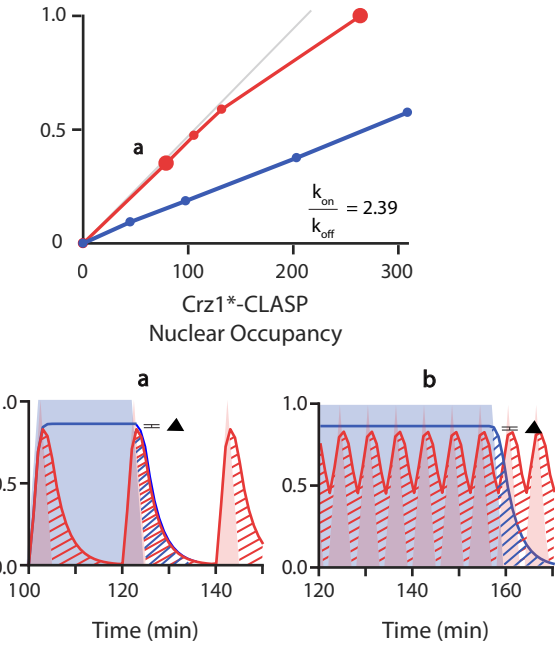 1.0
0.5
0
a
k_on / k_off = 2.39
0 100 200 300
Crz1*-CLASP
Nuclear Occupancy
a
.0
0.5
0.0
100 120 140
Time (min)
b
1.0
0.5
0.0
120 140 160
Time (min)